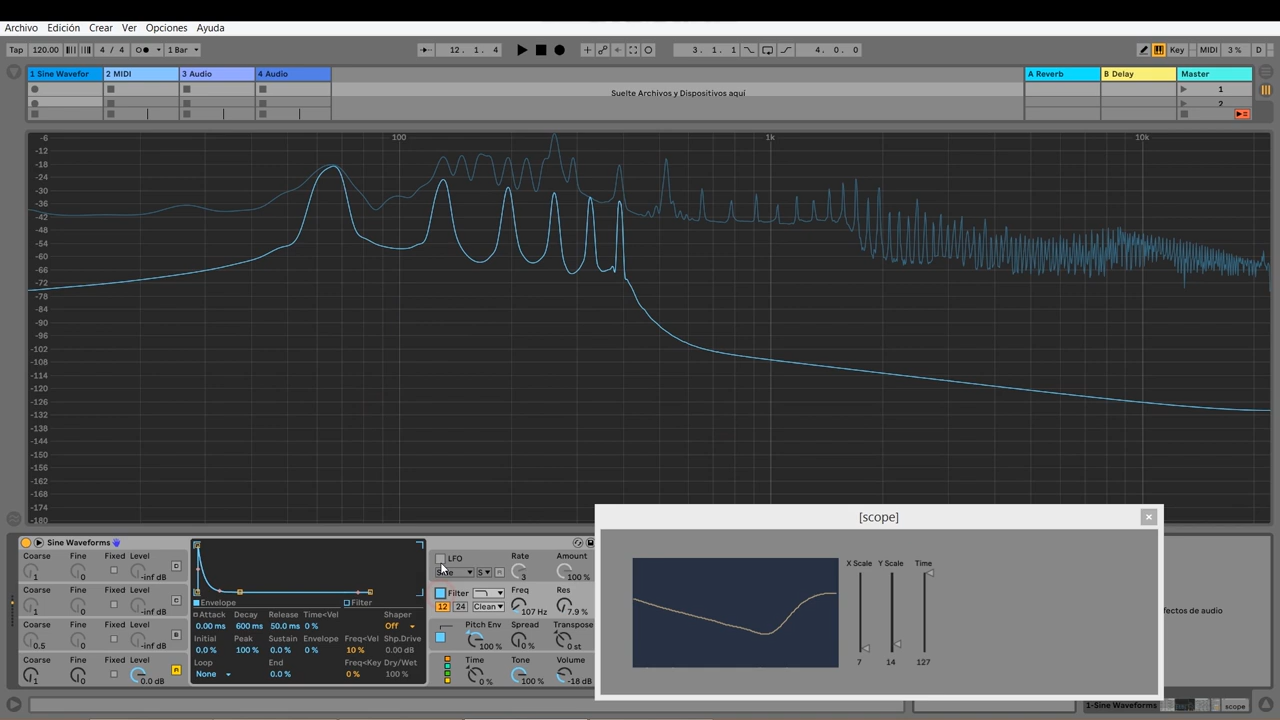 Archivo Edición Crear Ver Opciones Ayuda
Tap 120.00 4 / 4 1 Bar 12. 1. 4 3. 1. 1 4. 0. 0 Key MIDI 3 % D
1 Sine Wavefor 2 MIDI 3 Audio 4 Audio A Reverb B Delay Master
Suelte Archivos y Dispositivos aquí
1
2
100 1k 10k
-6
-12
-18
-24
-30
-36
-42
-48
-54
-60
-66
-72
-78
-84
-90
-96
-102
-108
-114
-120
-126
-132
-138
-144
-150
-156
-162
-168
-174
-180
[scope]
X Scale Y Scale Time
7 14 127
Sine Waveforms
Coarse Fine Fixed Level
1 0 -inf dB
Coarse Fine Fixed Level
1 0 -inf dB
Coarse Fine Fixed Level
0.5 0 -inf dB
Coarse Fine Fixed Level
1 0 0.0 dB
Envelope Filter
Attack Decay Release Time<Vel Shaper
0.00 ms 600 ms 50.0 ms 0 % Off
Initial Peak Sustain Envelope Freq<Vel Shp.Drive
0.0 % 100 % 0.0 % 0 % 10 % 0.00 dB
Loop End Freq<Key Dry/Wet
None 0.0 % 0 % 100 %
LFO Rate Amount
Sine S 3 100 %
Filter Freq Res
12 24 Clean 107 Hz 7.9 %
Pitch Env Spread Transpose
100 % 0 % 0 st
Time Tone Volume
0 % 100 % -18 dB
efectos de audio
1-Sine Waveforms scope